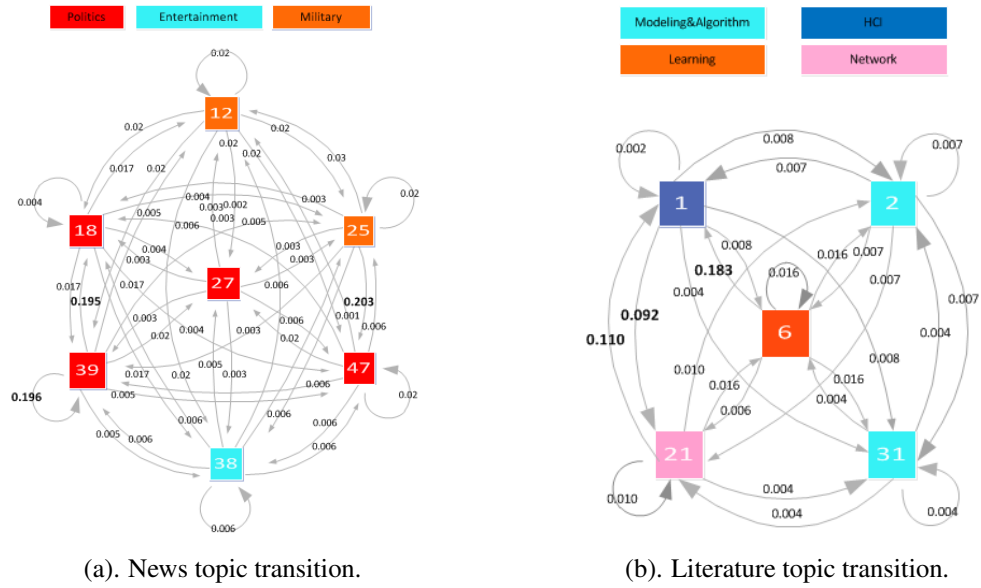 Politics Entertainment Military
0.02
12
0.02 0.02
0.017 0.02 0.02 0.02 0.03
0.004 0.004 0.002 0.003 0.02
0.005 0.003 0.005
18 0.006 0.003 25
0.004 0.003
0.003 0.003
0.017 27 0.006
0.017 0.203
0.195 0.001
0.004 0.006 0.006
0.003 0.02 0.003 0.02
39 0.005 47
0.017 0.02 0.003
0.196 0.005 0.006 0.02
0.005 0.006 0.006 0.006
38 0.006
0.006
(a). News topic transition.
Modeling&Algorithm HCI
Learning Network
0.008
0.002 0.007 0.007
1 2
0.008 0.007
0.183 0.016 0.016 0.007
0.004 0.007
0.092 6
0.110 0.004
0.008
0.010 0.016 0.016
0.006 0.004
21 31
0.010 0.004 0.004
0.004
(b). Literature topic transition.